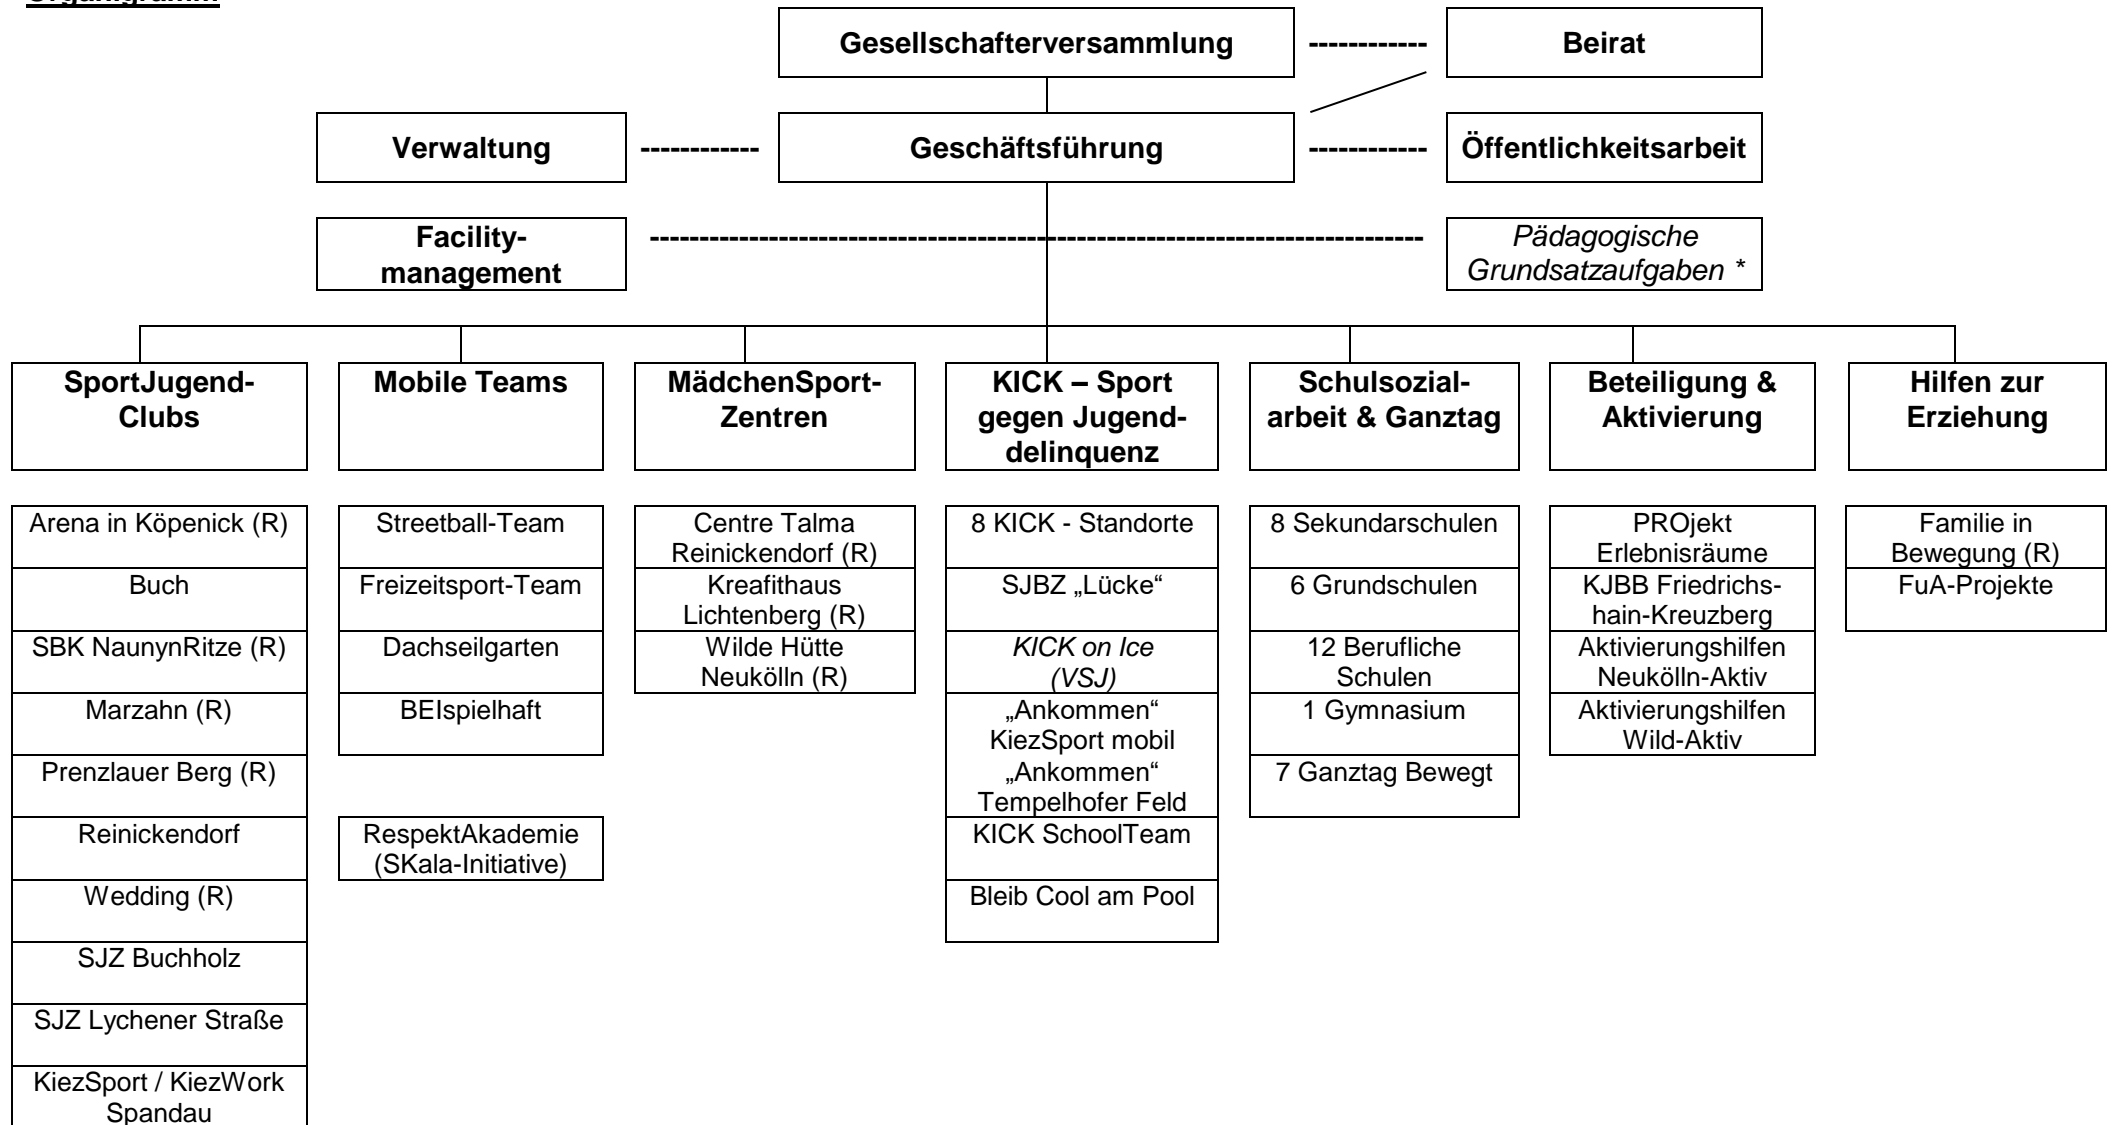 Organigramm
Gesellschafterversammlung ------------ Beirat
Verwaltung ------------ Geschäftsführung ------------ Öffentlichkeitsarbeit
Facility-
management
Pädagogische
Grundsatzaufgaben *
SportJugend-
Clubs
Mobile Teams
MädchenSport-
Zentren
KICK – Sport
gegen Jugend-
delinquenz
Schulsozial-
arbeit & Ganztag
Beteiligung &
Aktivierung
Hilfen zur
Erziehung
Arena in Köpenick (R)
Buch
SBK NaunynRitze (R)
Marzahn (R)
Prenzlauer Berg (R)
Reinickendorf
Wedding (R)
SJZ Buchholz
SJZ Lychener Straße
KiezSport / KiezWork
Spandau
Streetball-Team
Freizeitsport-Team
Dachseilgarten
BEIspielhaft
RespektAkademie
(SKala-Initiative)
Centre Talma
Reinickendorf (R)
Kreafithaus
Lichtenberg (R)
Wilde Hütte
Neukölln (R)
8 KICK - Standorte
SJBZ „Lücke“
KICK on Ice
(VSJ)
„Ankommen“
KiezSport mobil
„Ankommen“
Tempelhofer Feld
KICK SchoolTeam
Bleib Cool am Pool
8 Sekundarschulen
6 Grundschulen
12 Berufliche
Schulen
1 Gymnasium
7 Ganztag Bewegt
PROjekt
Erlebnisräume
KJBB Friedrichs-
hain-Kreuzberg
Aktivierungshilfen
Neukölln-Aktiv
Aktivierungshilfen
Wild-Aktiv
Familie in
Bewegung (R)
FuA-Projekte